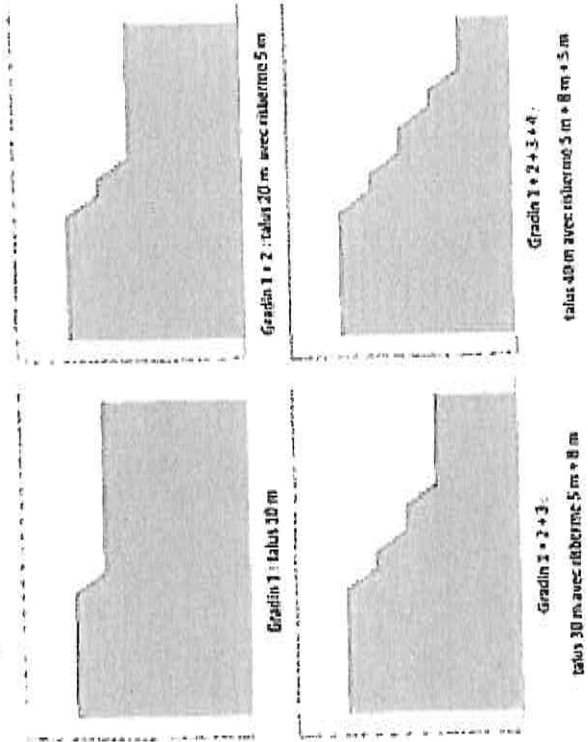 Gradin 1 : talus 10 m
Gradin 1 + 2 : talus 20 m avec risberme 5 m
Gradin 1 + 2 + 3 :
talus 30 m avec risberme 5 m + 8 m
Gradin 1 + 2 + 3 + 4 :
talus 40 m avec risberme 5 m + 8 m + 5 m